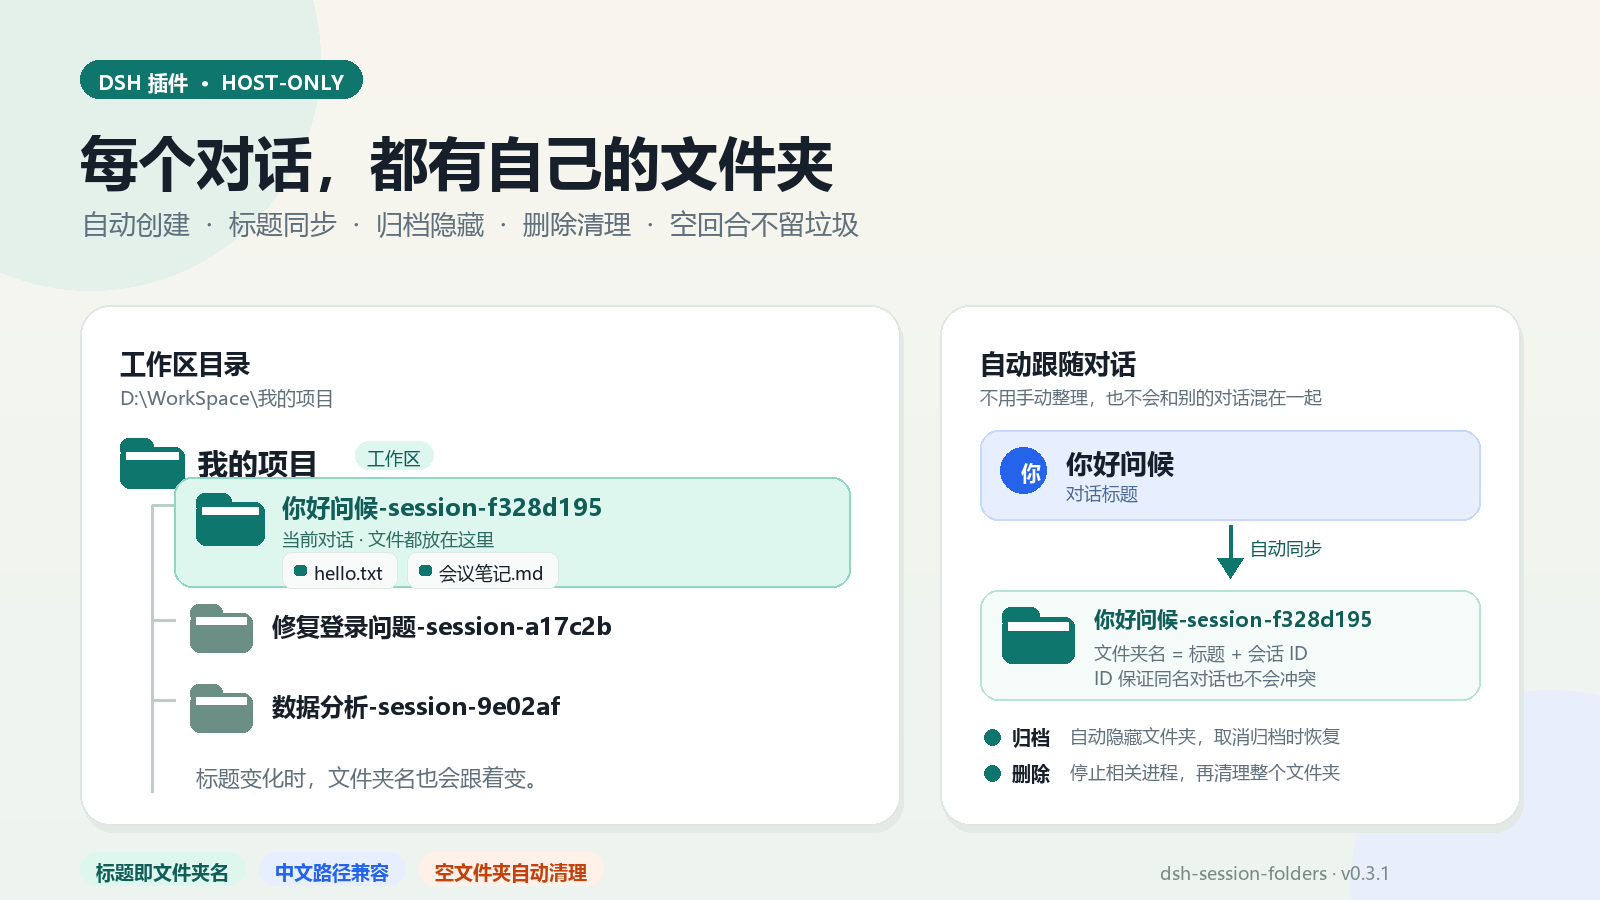 DSH 插件 • HOST-ONLY
每个对话，都有自己的文件夹
自动创建 · 标题同步 · 归档隐藏 · 删除清理 · 空回合不留垃圾
工作区目录
D:\WorkSpace\我的项目
我的项目
工作区
你好问候-session-f328d195
当前对话 · 文件都放在这里
hello.txt
会议笔记.md
修复登录问题-session-a17c2b
数据分析-session-9e02af
标题变化时，文件夹名也会跟着变。
自动跟随对话
不用手动整理，也不会和别的对话混在一起
你
你好问候
对话标题
自动同步
你好问候-session-f328d195
文件夹名 = 标题 + 会话 ID
ID 保证同名对话也不会冲突
归档 自动隐藏文件夹，取消归档时恢复
删除 停止相关进程，再清理整个文件夹
标题即文件夹名
中文路径兼容
空文件夹自动清理
dsh-session-folders · v0.3.1